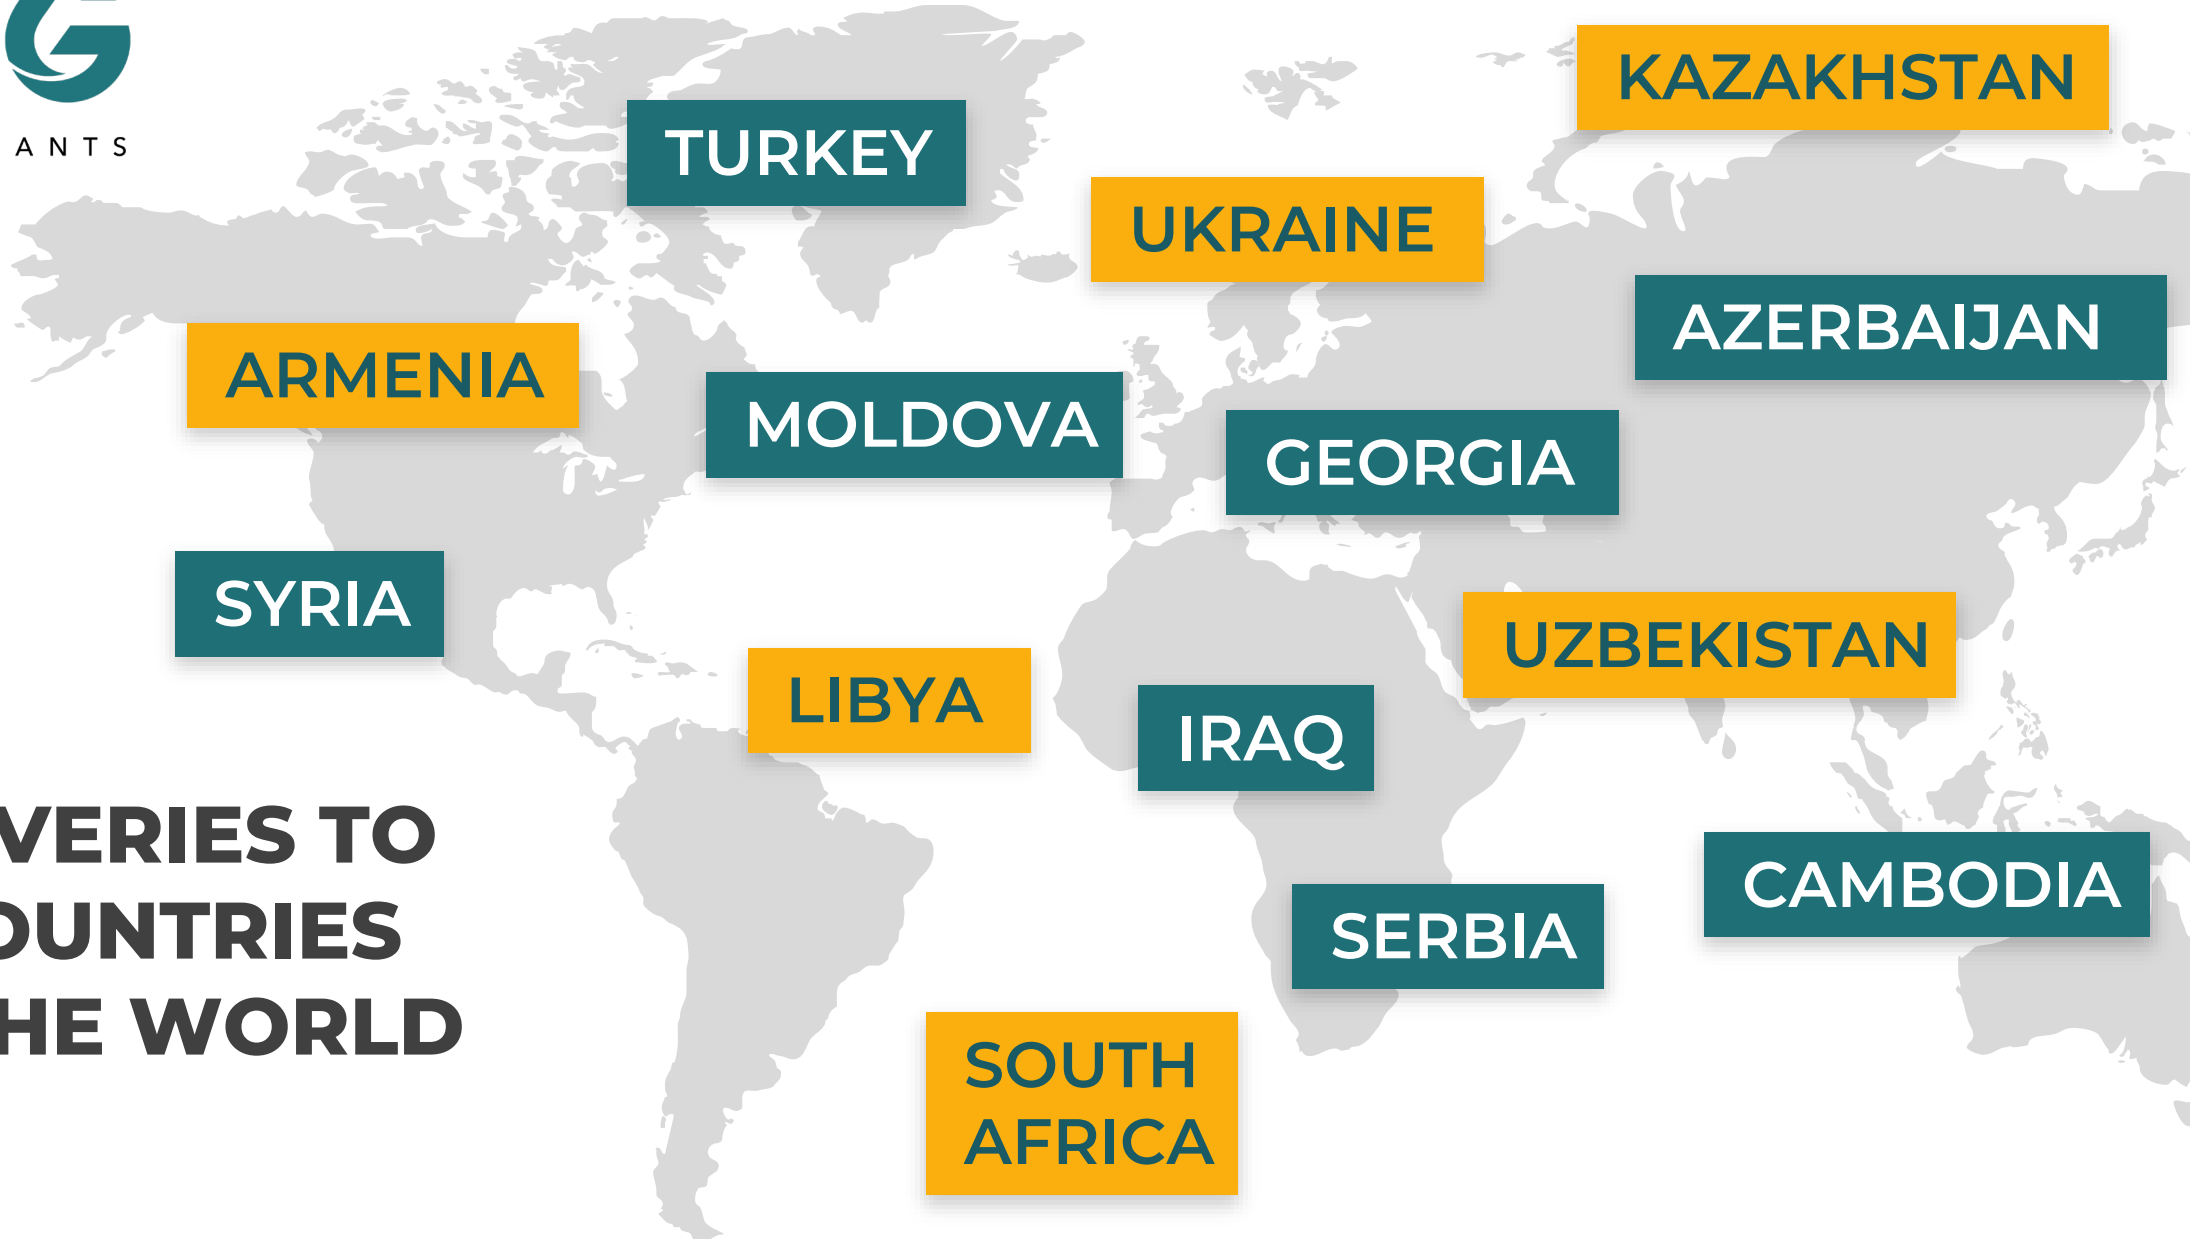 G
ANTS
KAZAKHSTAN
TURKEY
UKRAINE
AZERBAIJAN
ARMENIA
MOLDOVA
GEORGIA
SYRIA
UZBEKISTAN
LIBYA
IRAQ
VERIES TO
OUNTRIES
HE WORLD
CAMBODIA
SERBIA
SOUTH
AFRICA